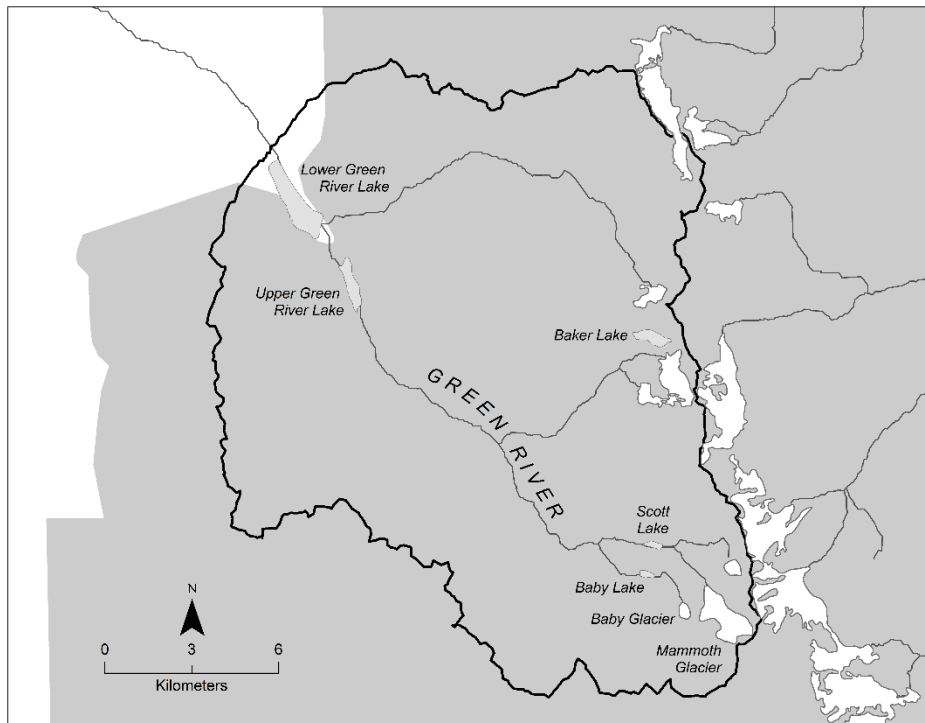 Lower Green
River Lake
Upper Green
River Lake
Baker Lake
GREEN RIVER
Scott
Lake
Baby Lake
Baby Glacier
Mammoth
Glacier
N
0 3 6
Kilometers